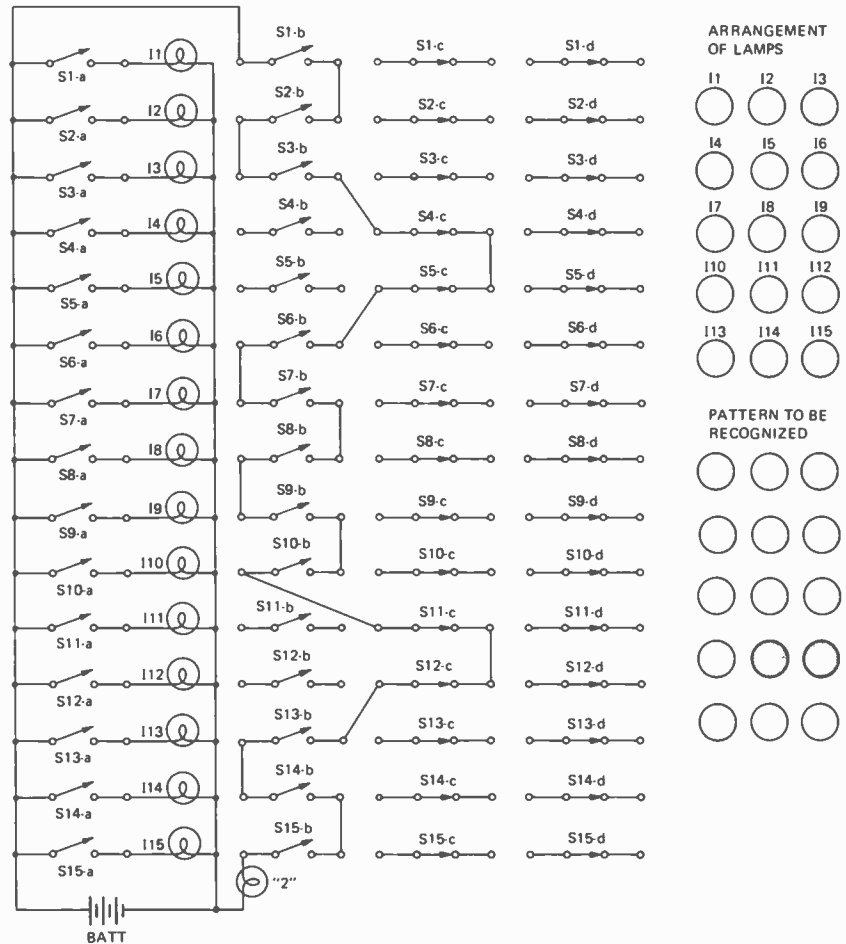 S1-b
I1
S1-c
S1-d
S1-a
S2-b
I2
S2-c
S2-d
S2-a
S3-b
I3
S3-c
S3-d
S3-a
S4-b
I4
S4-c
S4-d
S4-a
S5-b
I5
S5-c
S5-d
S5-a
S6-b
I6
S6-c
S6-d
S6-a
S7-b
I7
S7-c
S7-d
S7-a
S8-b
I8
S8-c
S8-d
S8-a
S9-b
I9
S9-c
S9-d
S9-a
S10-b
I10
S10-c
S10-d
S10-a
S11-b
I11
S11-c
S11-d
S11-a
S12-b
I12
S12-c
S12-d
S12-a
S13-b
I13
S13-c
S13-d
S13-a
S14-b
I14
S14-c
S14-d
S14-a
S15-b
I15
S15-c
S15-d
S15-a
"2"
BATT
ARRANGEMENT
OF LAMPS
I1 I2 I3
I4 I5 I6
I7 I8 I9
I10 I11 I12
I13 I14 I15
PATTERN TO BE
RECOGNIZED